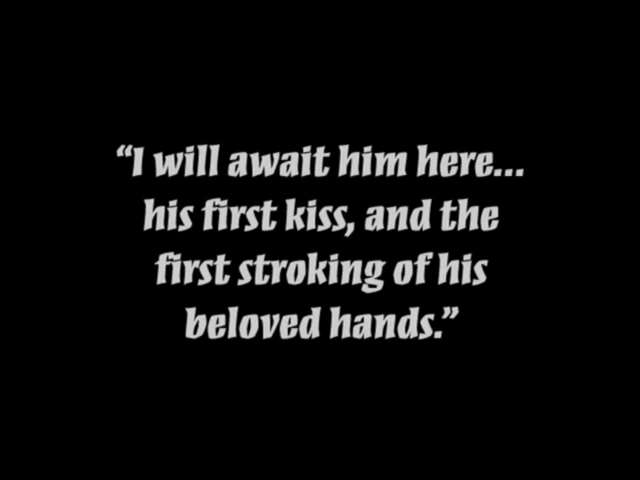 “I will await him here...
his first kiss, and the
first stroking of his
beloved hands.”